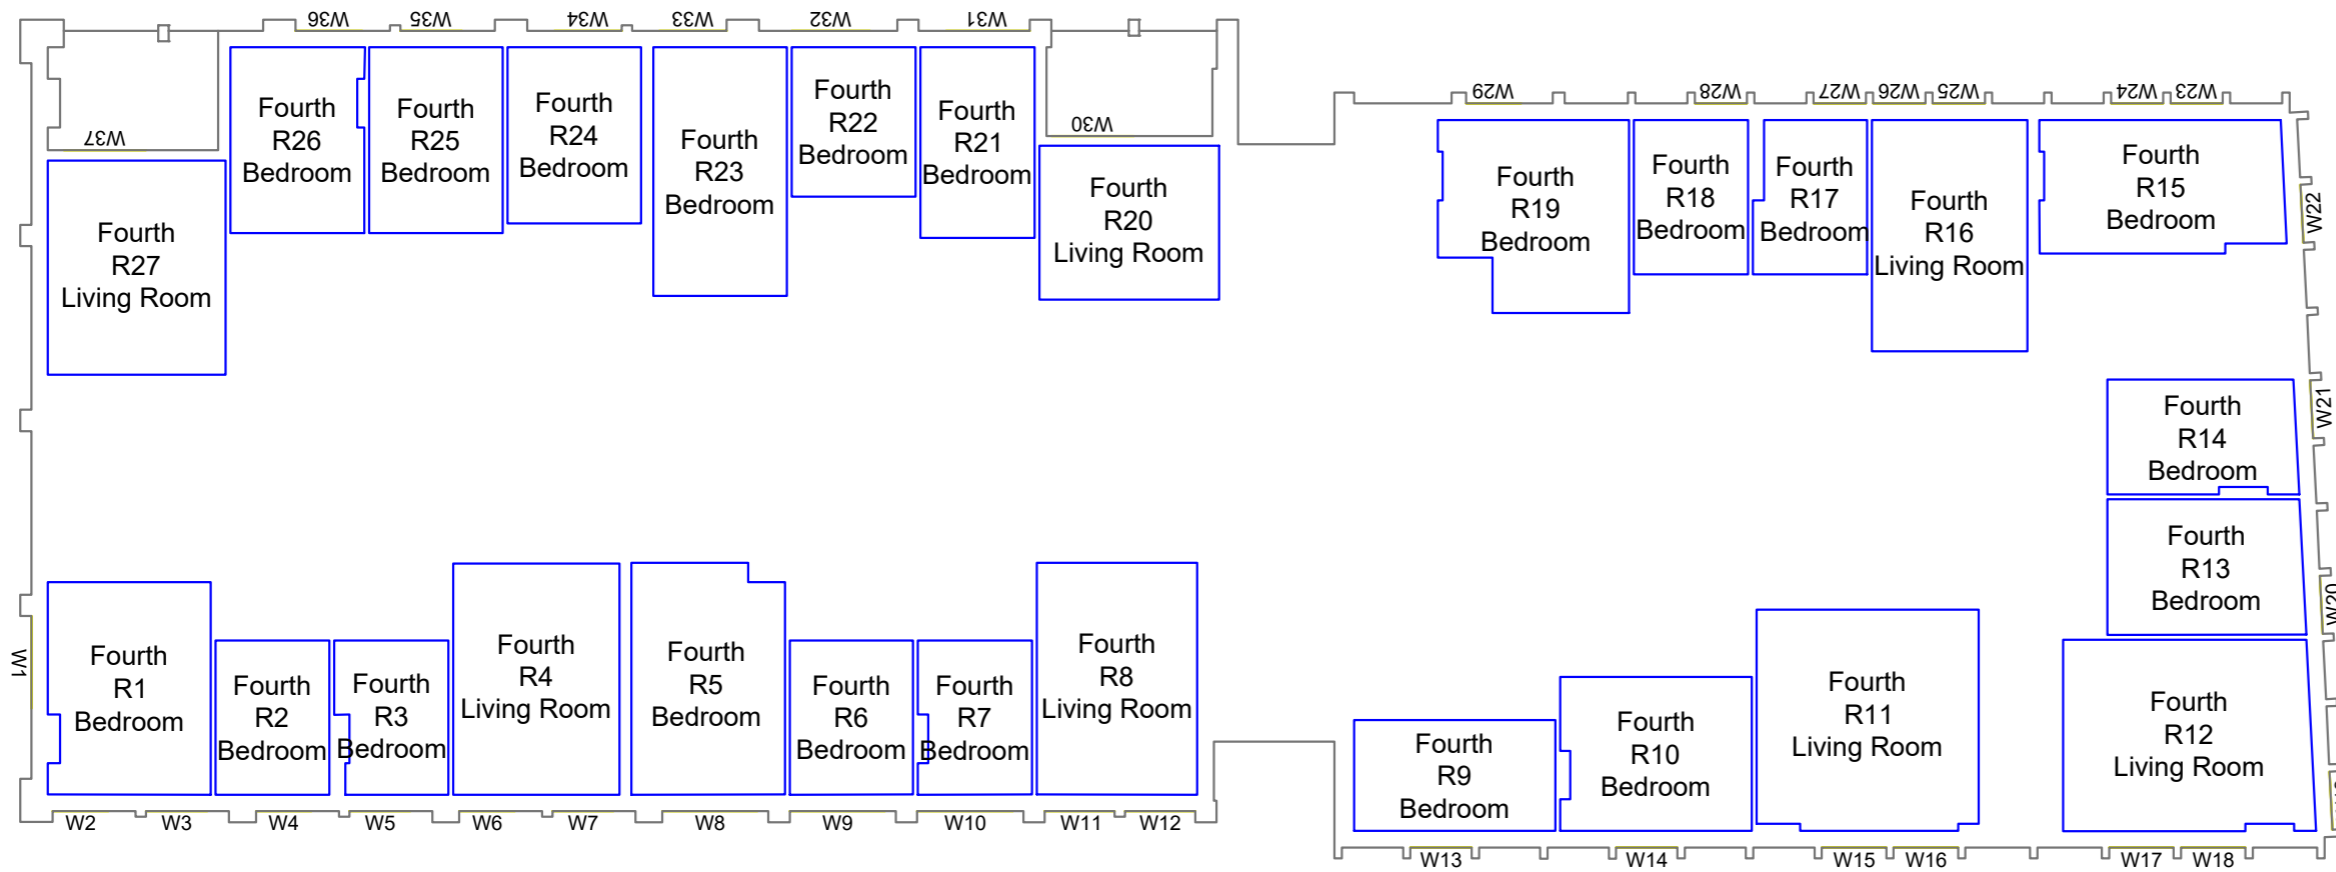 W36 W35 W34 W33 W32 W31
W29 W28 W27 W26 W25 W24 W23
W37
W30
Fourth
R26
Bedroom
Fourth
R25
Bedroom
Fourth
R24
Bedroom
Fourth
R23
Bedroom
Fourth
R22
Bedroom
Fourth
R21
Bedroom
Fourth
R20
Living Room
Fourth
R19
Bedroom
Fourth
R18
Bedroom
Fourth
R17
Bedroom
Fourth
R16
Living Room
Fourth
R15
Bedroom
W22
Fourth
R27
Living Room
Fourth
R14
Bedroom
W21
Fourth
R13
Bedroom
W20
W1
Fourth
R1
Bedroom
Fourth
R2
Bedroom
Fourth
R3
Bedroom
Fourth
R4
Living Room
Fourth
R5
Bedroom
Fourth
R6
Bedroom
Fourth
R7
Bedroom
Fourth
R8
Living Room
Fourth
R9
Bedroom
Fourth
R10
Bedroom
Fourth
R11
Living Room
Fourth
R12
Living Room
W2 W3 W4 W5 W6 W7 W8 W9 W10 W11 W12
W13 W14 W15 W16 W17 W18